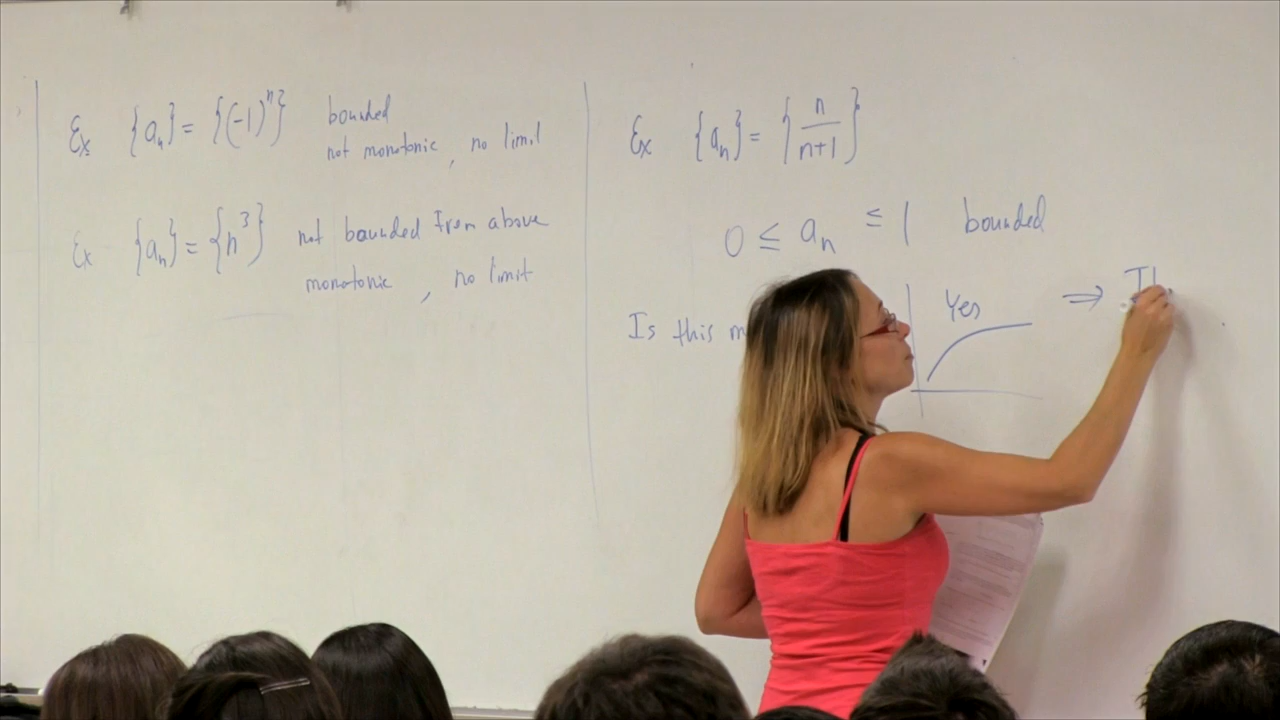 Ex {aₙ} = {(-1)ⁿ} bounded
not monotonic, no limit
Ex {aₙ} = {n³} not bounded from above
monotonic, no limit
Ex {aₙ} = {n/(n+1)}
0 ≤ aₙ ≤ 1 bounded
Is this
Yes ⇒